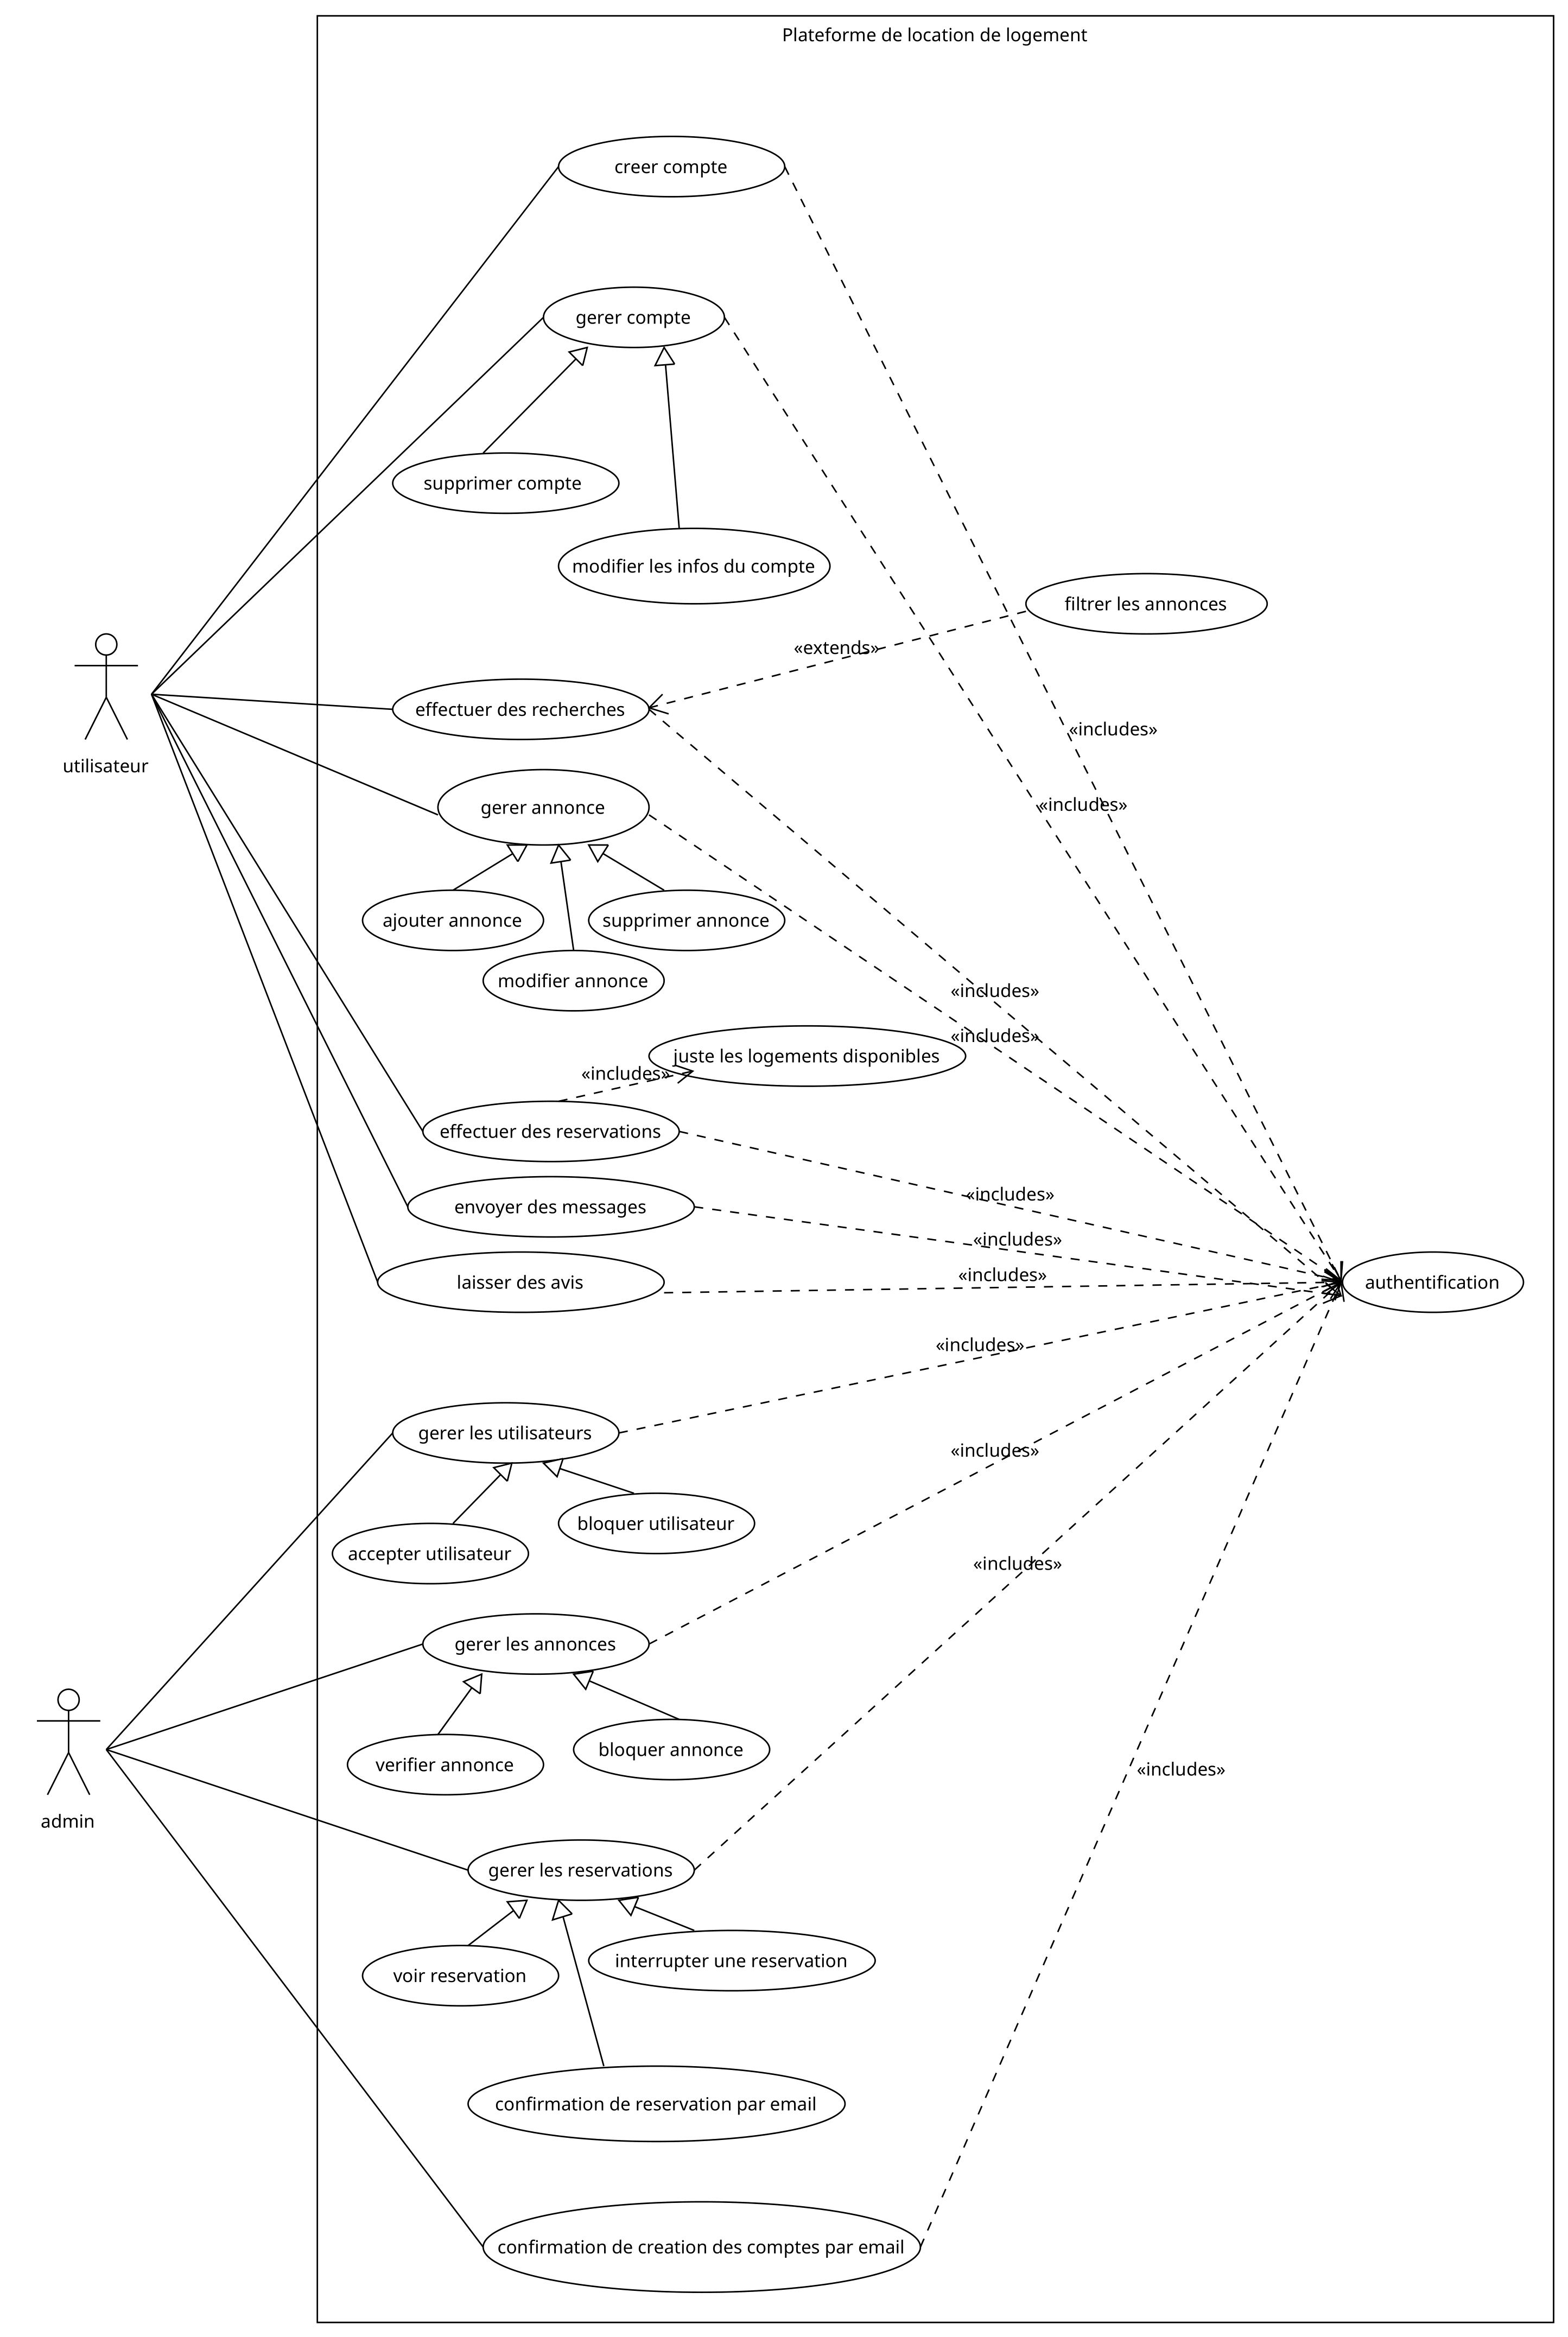 Plateforme de location de logement
creer compte
gerer compte
supprimer compte
modifier les infos du compte
filtrer les annonces
«extends»
utilisateur
effectuer des recherches
«includes»
«includes»
gerer annonce
ajouter annonce
supprimer annonce
modifier annonce
«includes»
«includes»
juste les logements disponibles
«includes»
effectuer des reservations
«includes»
envoyer des messages
«includes»
laisser des avis
«includes»
authentification
«includes»
gerer les utilisateurs
«includes»
bloquer utilisateur
accepter utilisateur
«includes»
gerer les annonces
bloquer annonce
verifier annonce
«includes»
admin
gerer les reservations
interrupter une reservation
voir reservation
confirmation de reservation par email
confirmation de creation des comptes par email